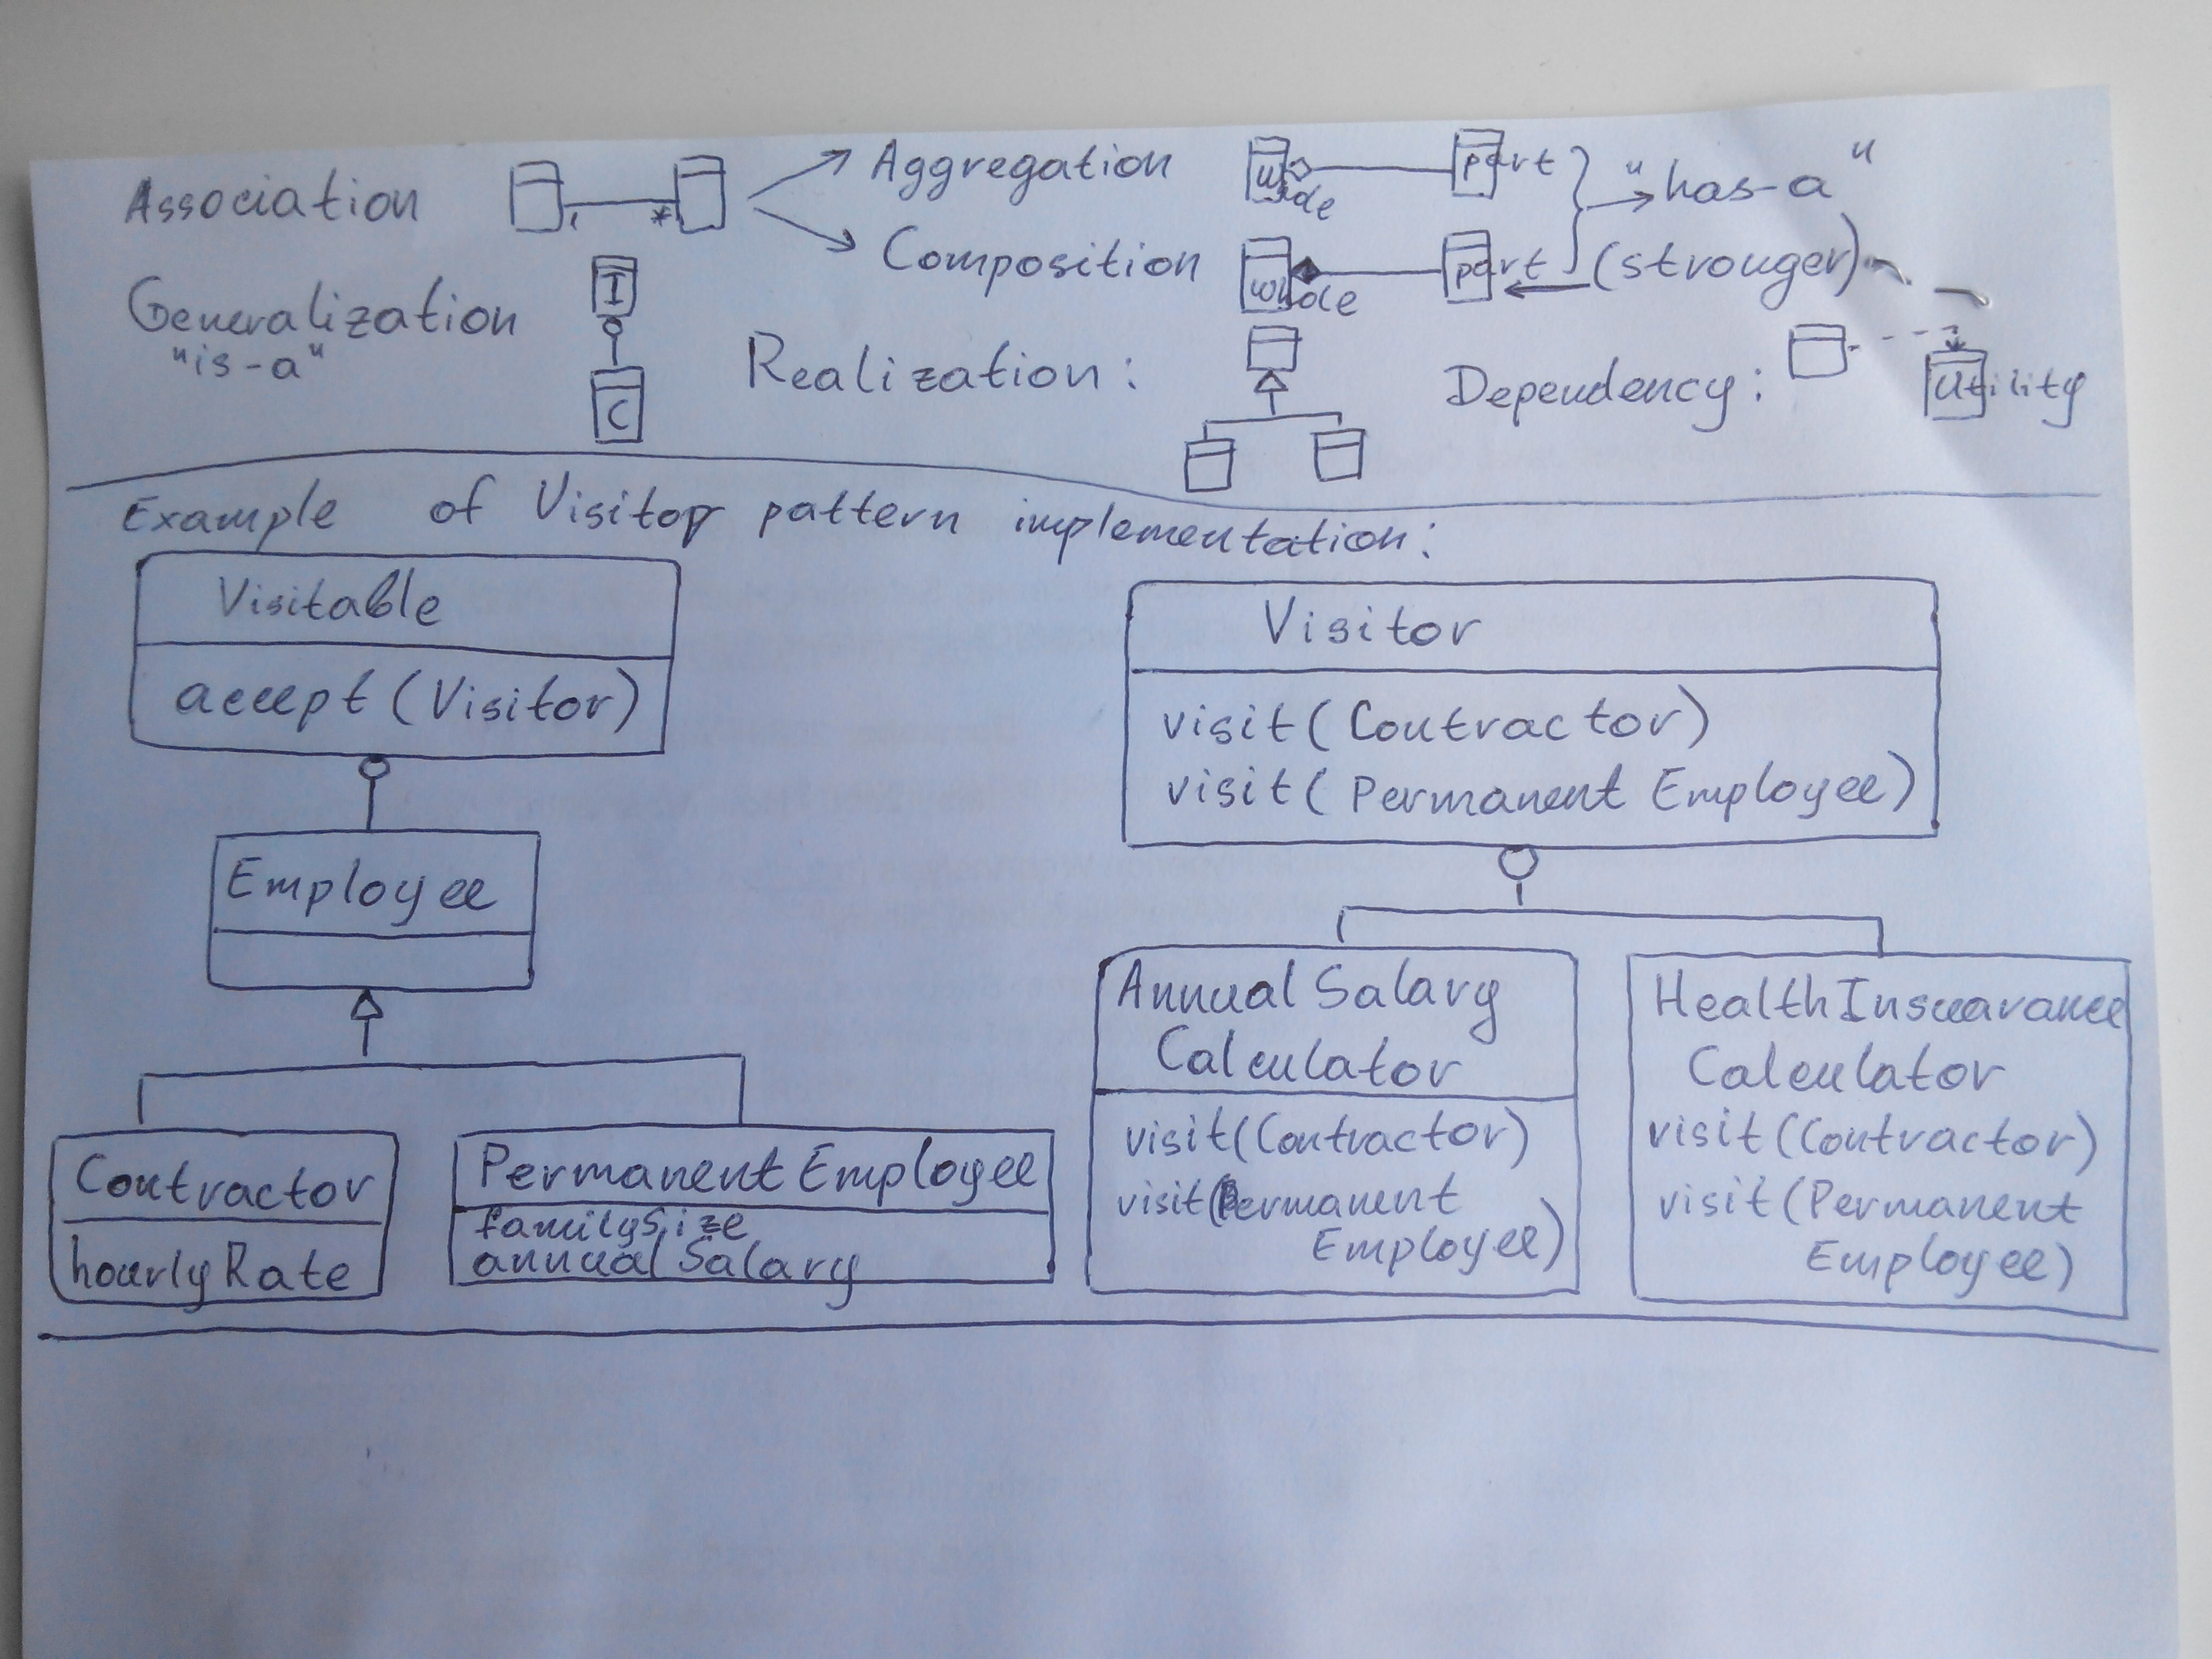 Association 1 * Aggregation whole part "has-a"
Composition whole part (stronger)
Generalization I
"is-a" C
Realization: Dependency: Utility
Example of Visitor pattern implementation:
Visitable
accept (Visitor)
Employee
Contractor
hourlyRate
PermanentEmployee
familySize
annualSalary
Visitor
visit(Contractor)
visit(Permanent Employee)
AnnualSalary
Calculator
visit(Contractor)
visit(Permanent
Employee)
HealthInsuarance
Calculator
visit(Contractor)
visit(Permanent
Employee)